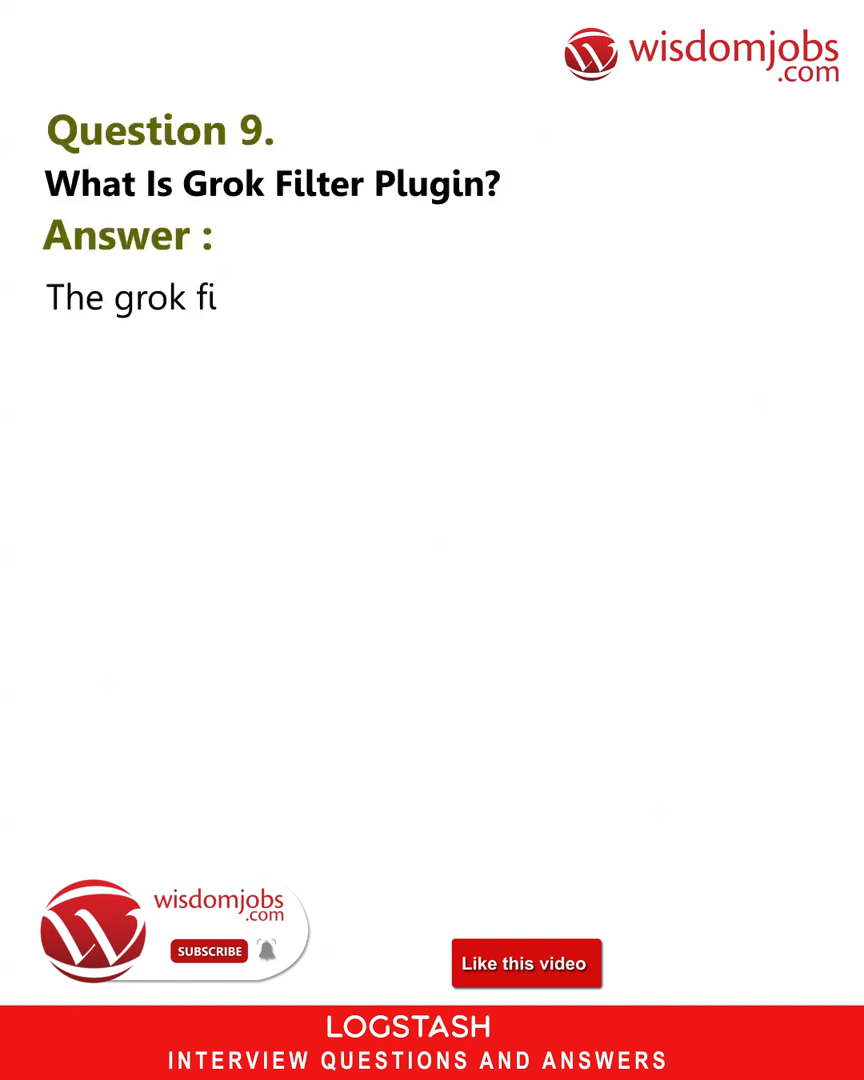 wisdomjobs
.com
Question 9.
What Is Grok Filter Plugin?
Answer :
The grok fi
wisdomjobs
.com
SUBSCRIBE
Like this video
LOGSTASH
INTERVIEW QUESTIONS AND ANSWERS